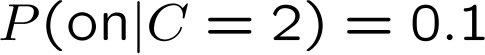 P(on|C = 2) = 0.1